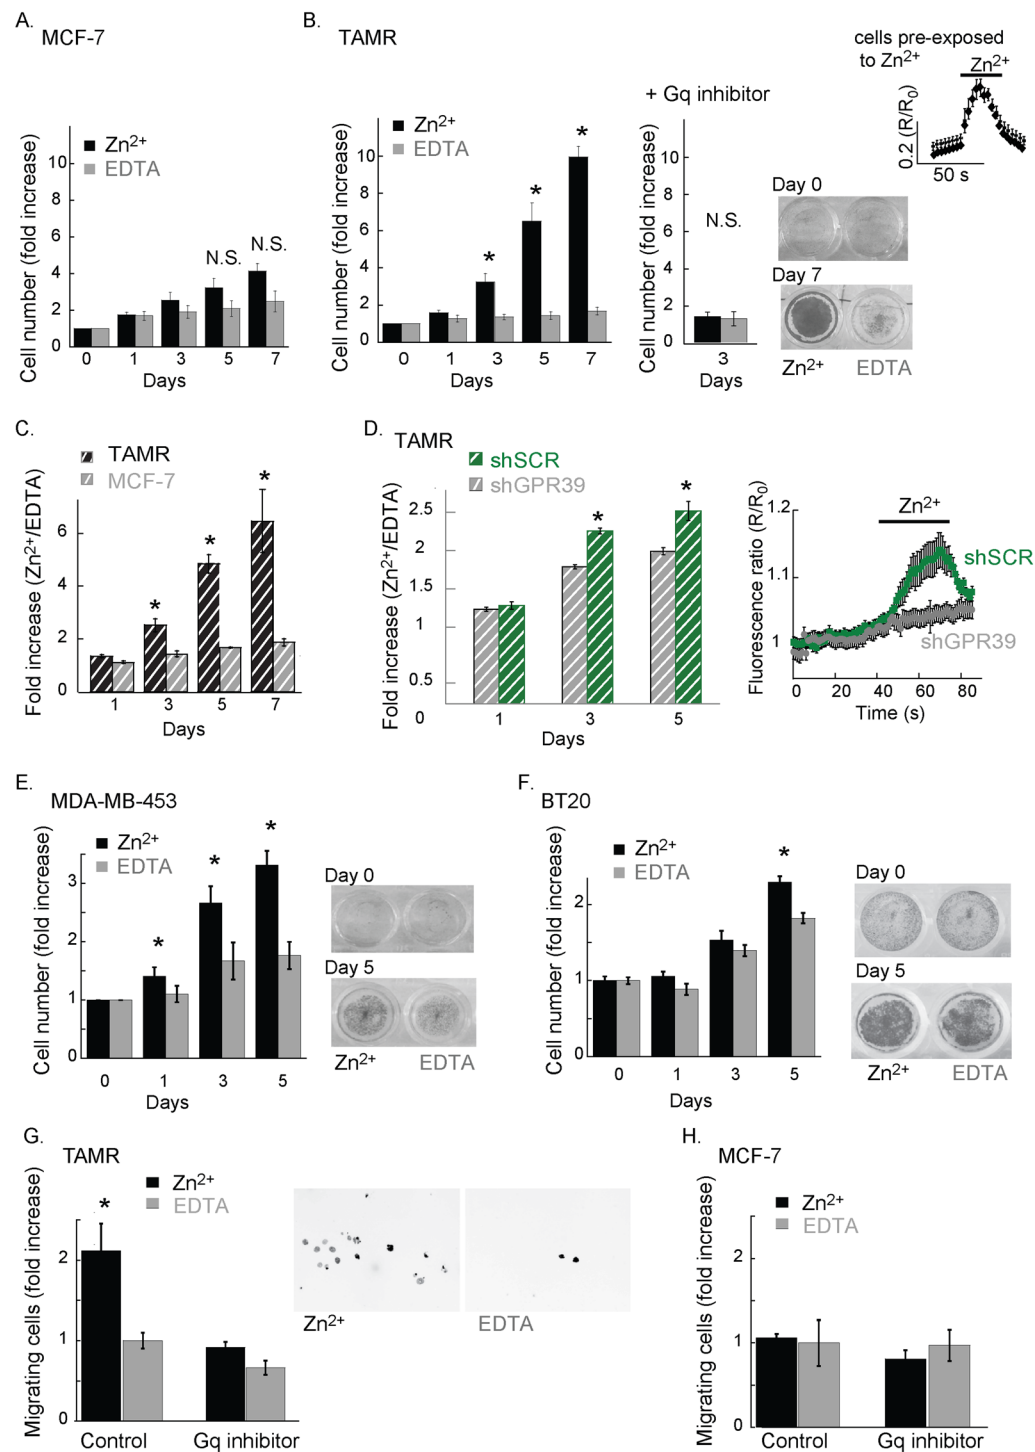 A.
MCF-7
Zn2+
EDTA
Cell number (fold increase)
10
8
6
4
2
0
N.S.
N.S.
0 1 3 5 7
Days
B.
TAMR
Zn2+
EDTA
Cell number (fold increase)
10
8
6
4
2
0
*
*
*
*
0 1 3 5 7
Days
+ Gq inhibitor
Cell number (fold increase)
12
10
8
6
4
2
0
N.S.
3
Days
cells pre-exposed
to Zn2+
Zn2+
0.2 (R/R0)
50 s
Day 0
Day 7
Zn2+ EDTA
C.
TAMR
MCF-7
Fold increase (Zn2+/EDTA)
6
4
2
0
*
*
*
1 3 5 7
Days
D.
TAMR
shSCR
shGPR39
Fold increase (Zn2+/EDTA)
2.5
2
1.5
1
0.5
0
*
*
1 3 5
Days
Fluorescence ratio (R/R0)
1.2
1.1
1
Zn2+
shSCR
shGPR39
0 20 40 60 80
Time (s)
E.
MDA-MB-453
Zn2+
EDTA
Cell number (fold increase)
3
2
1
0
*
*
*
0 1 3 5
Days
Day 0
Day 5
Zn2+ EDTA
F.
BT20
Zn2+
EDTA
Cell number (fold increase)
2
1
0
*
0 1 3 5
Days
Day 0
Day 5
Zn2+ EDTA
G.
TAMR
Zn2+
EDTA
Migrating cells (fold increase)
2
1
0
*
Control Gq inhibitor
Zn2+ EDTA
H.
MCF-7
Zn2+
EDTA
Migrating cells (fold increase)
2
1
0
Control Gq inhibitor